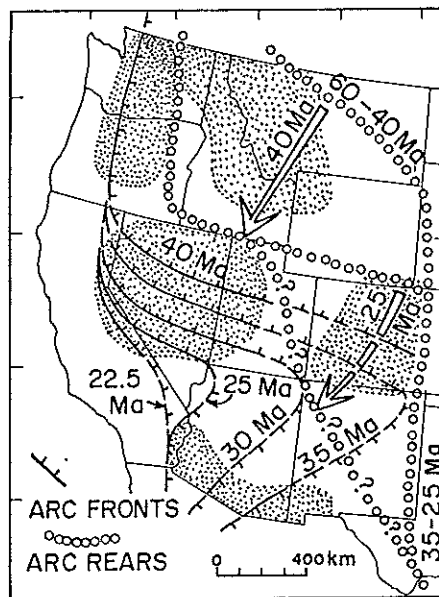 60-40 Ma
40 Ma
40 Ma
25 Ma
?
?
22.5 Ma
25 Ma
30 Ma
35 Ma
?
?
?
?
35-25 Ma
ARC FRONTS
ARC REARS
0 400 km